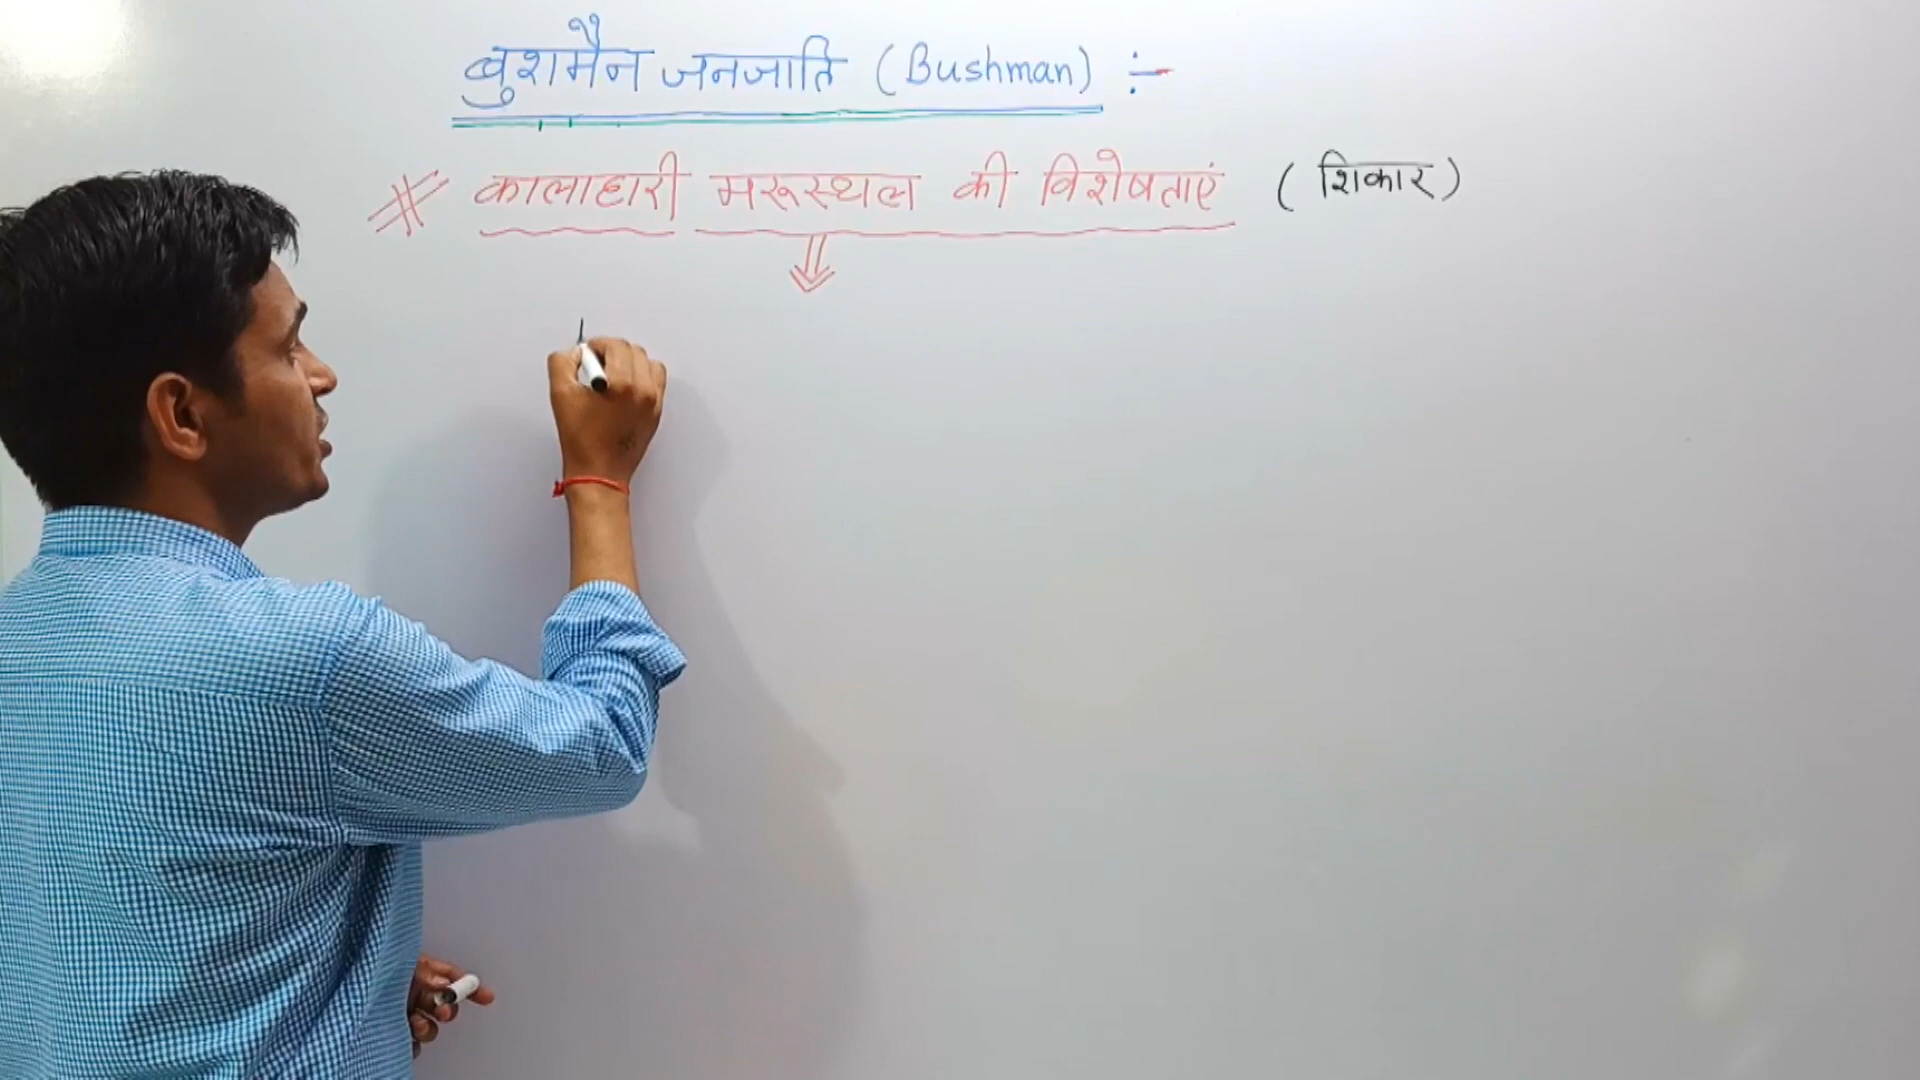 बुशमैन जनजाति (Bushman) :-
# कालाहारी मरूस्थल की विशेषताएं (शिकार)